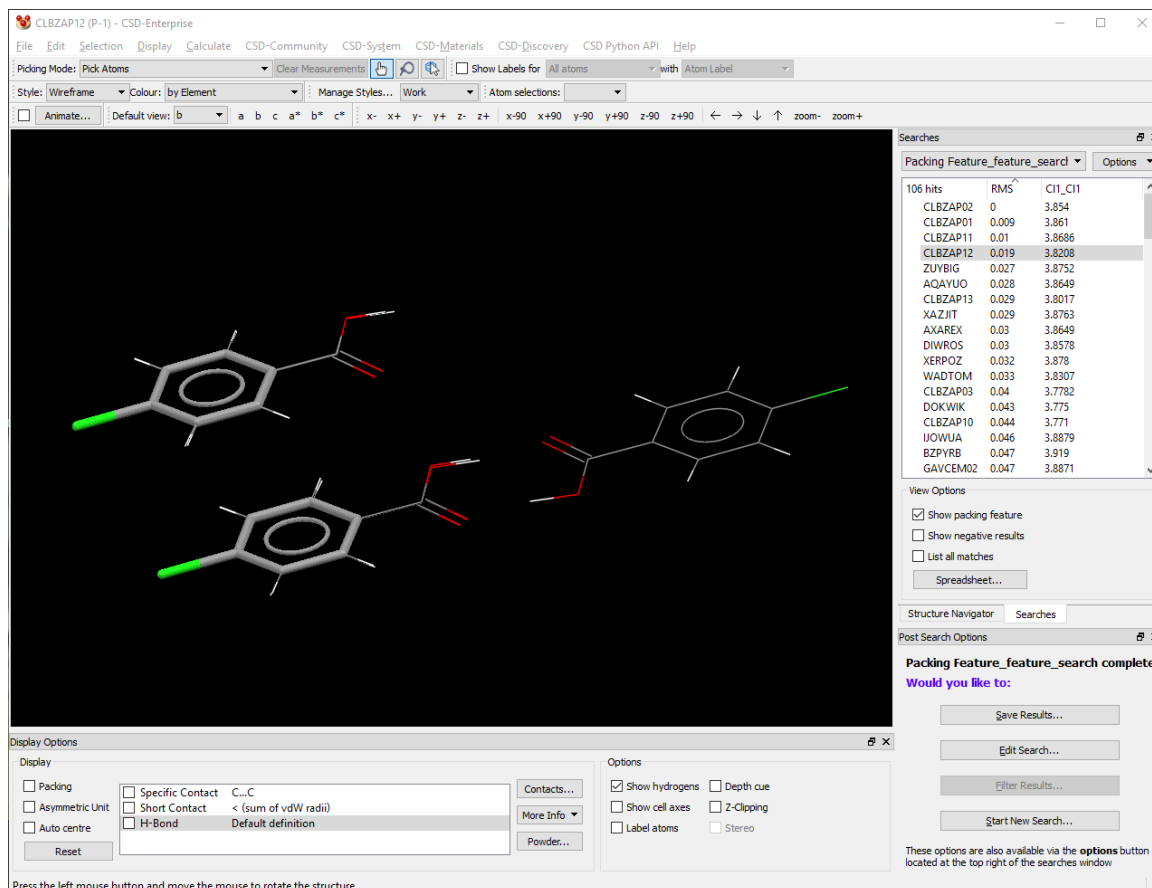 CLBZAP12 (P-1) - CSD-Enterprise
File Edit Selection Display Calculate CSD-Community CSD-System CSD-Materials CSD-Discovery CSD Python API Help
Picking Mode: Pick Atoms Clear Measurements Show Labels for All atoms with Atom Label
Style: Wireframe Colour: by Element Manage Styles... Work Atom selections:
Animate... Default view: b a b c a* b* c* x- x+ y- y+ z- z+ x-90 x+90 y-90 y+90 z-90 z+90 ← → ↓ ↑ zoom- zoom+
Searches
Packing Feature_feature_search Options
106 hits RMS Cl1_Cl1
CLBZAP02 0 3.854
CLBZAP01 0.009 3.861
CLBZAP11 0.01 3.8686
CLBZAP12 0.019 3.8208
ZUYBIG 0.027 3.8752
AQAYUO 0.028 3.8649
CLBZAP13 0.029 3.8017
XAZJIT 0.029 3.8763
AXAREX 0.03 3.8649
DIWROS 0.03 3.8578
XERPOZ 0.032 3.878
WADTOM 0.033 3.8307
CLBZAP03 0.04 3.7782
DOKWIK 0.043 3.775
CLBZAP10 0.044 3.771
IJOWUA 0.046 3.8879
BZPYRB 0.047 3.919
GAVCEM02 0.047 3.8871
View Options
Show packing feature
Show negative results
List all matches
Spreadsheet...
Structure Navigator Searches
Post Search Options
Packing Feature_feature_search complete
Would you like to:
Save Results...
Edit Search...
Filter Results...
Start New Search...
These options are also available via the options button
located at the top right of the searches window
Display Options
Display
Packing
Asymmetric Unit
Auto centre
Reset
Specific Contact C...C
Short Contact < (sum of vdW radii)
H-Bond Default definition
Contacts...
More Info
Powder...
Options
Show hydrogens Depth cue
Show cell axes Z-Clipping
Label atoms Stereo
Press the left mouse button and move the mouse to rotate the structure